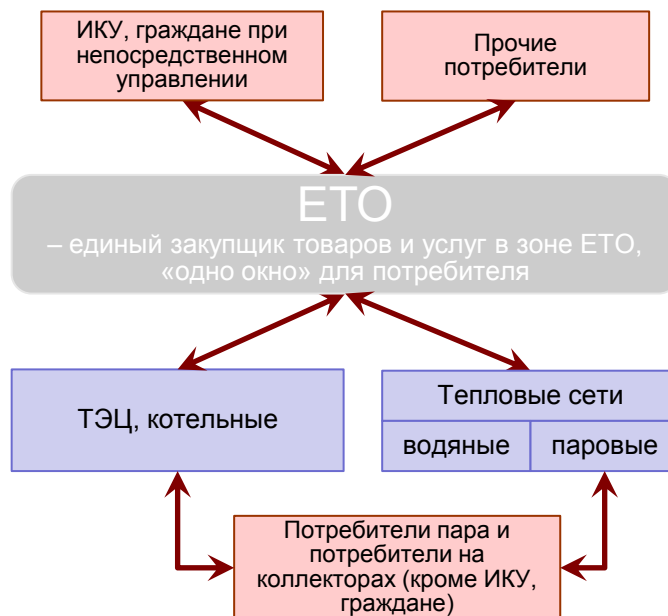 ИКУ, граждане при
непосредственном
управлении
Прочие
потребители
ЕТО
– единый закупщик товаров и услуг в зоне ЕТО,
«одно окно» для потребителя
ТЭЦ, котельные
Тепловые сети
водяные
паровые
Потребители пара и
потребители на
коллекторах (кроме ИКУ,
граждане)